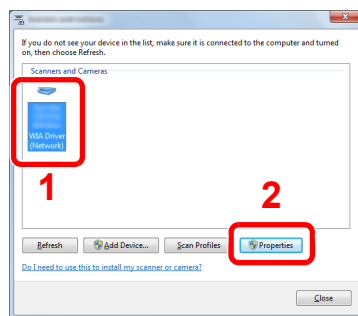 If you do not see your device in the list, make sure it is connected to the computer and turned
on, then choose Refresh.
Scanners and Cameras
WIA Driver
(Network)
1
2
Refresh
Add Device...
Scan Profiles
Properties
Do I need to use this to install my scanner or camera?
Close